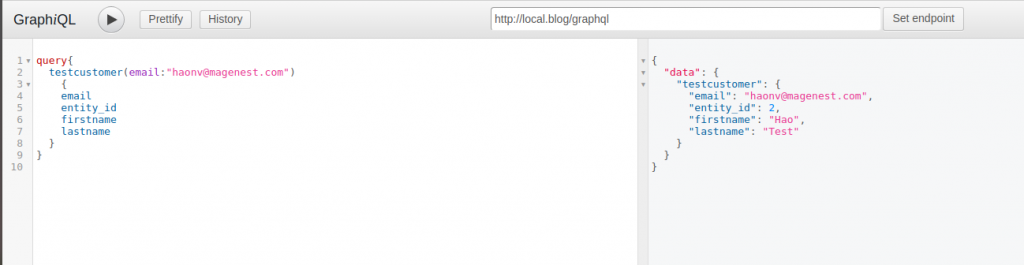 GraphiQL Prettify History http://local.blog/graphql Set endpoint
1 query{
2 testcustomer(email:"haonv@magenest.com")
3 {
4 email
5 entity_id
6 firstname
7 lastname
8 }
9 }
10
{
"data": {
"testcustomer": {
"email": "haonv@magenest.com",
"entity_id": 2,
"firstname": "Hao",
"lastname": "Test"
}
}
}